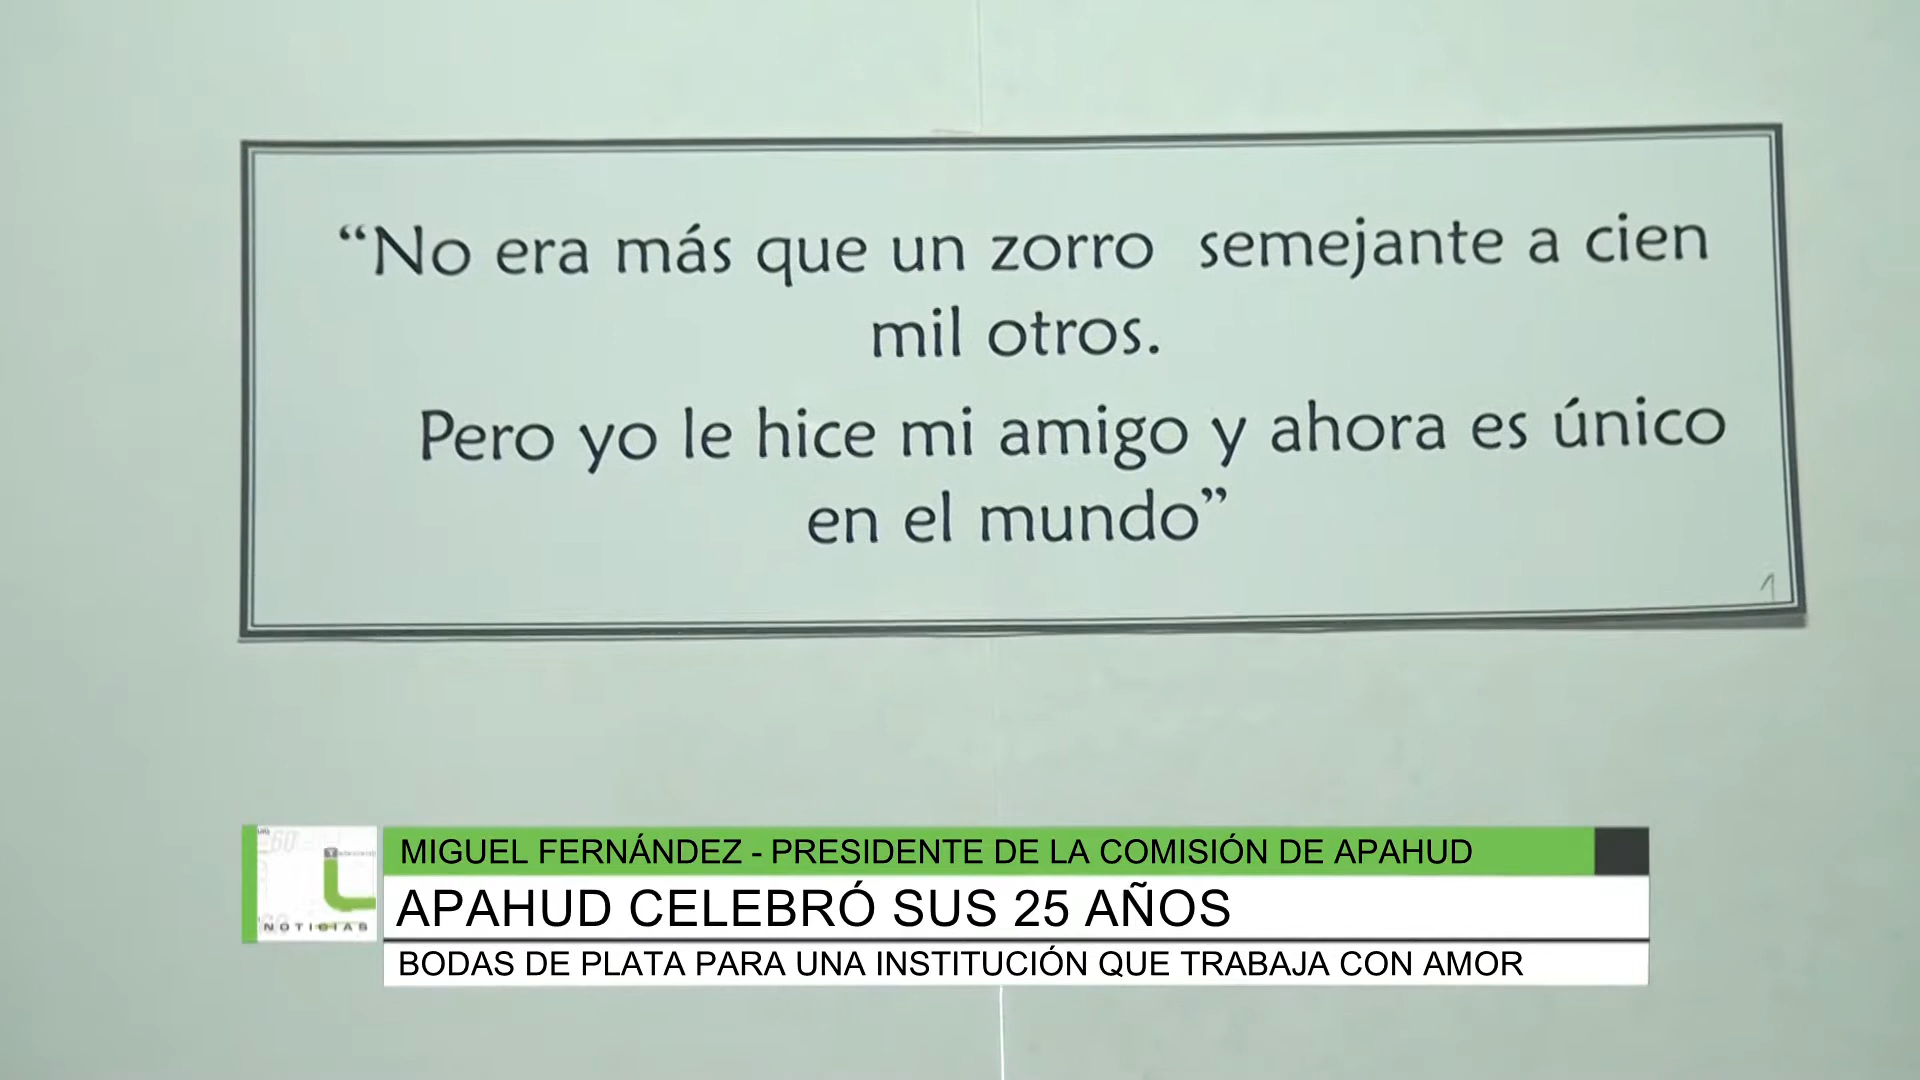 “No era más que un zorro semejante a cien
mil otros.
Pero yo le hice mi amigo y ahora es único
en el mundo”
1
MIGUEL FERNÁNDEZ - PRESIDENTE DE LA COMISIÓN DE APAHUD
APAHUD CELEBRÓ SUS 25 AÑOS
NOTICIAS
BODAS DE PLATA PARA UNA INSTITUCIÓN QUE TRABAJA CON AMOR